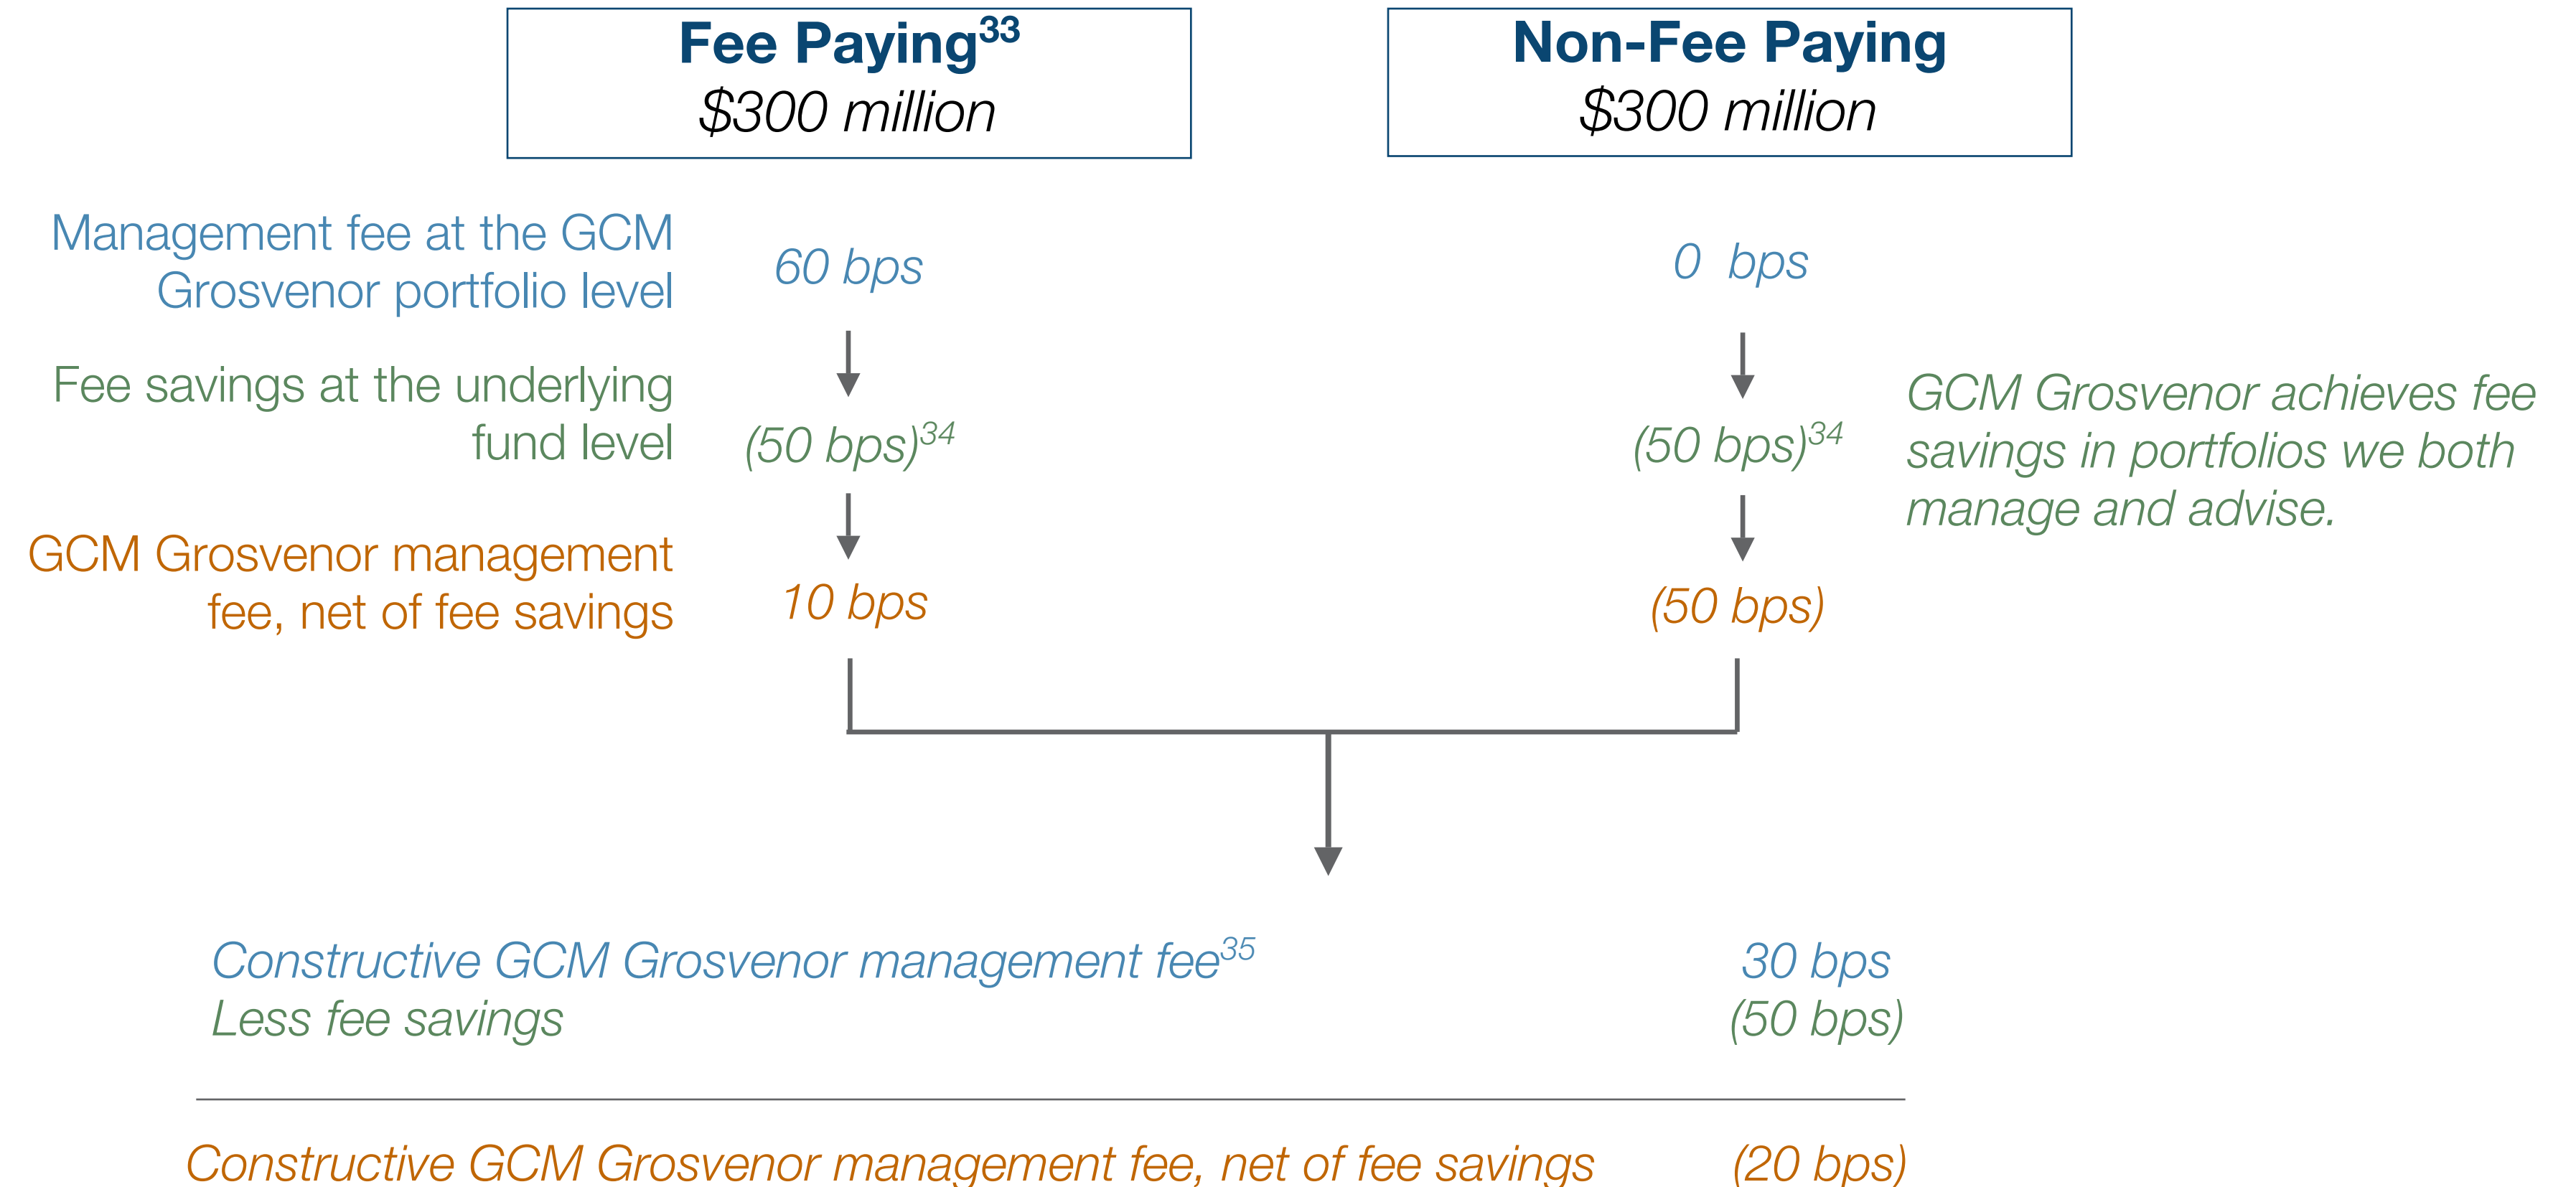 Fee Paying33
$300 million
Non-Fee Paying
$300 million
Management fee at the GCM
Grosvenor portfolio level
60 bps
0 bps
Fee savings at the underlying
fund level
(50 bps)34
(50 bps)34
GCM Grosvenor achieves fee
savings in portfolios we both
manage and advise.
GCM Grosvenor management
fee, net of fee savings
10 bps
(50 bps)
Constructive GCM Grosvenor management fee35
30 bps
Less fee savings
(50 bps)
Constructive GCM Grosvenor management fee, net of fee savings
(20 bps)